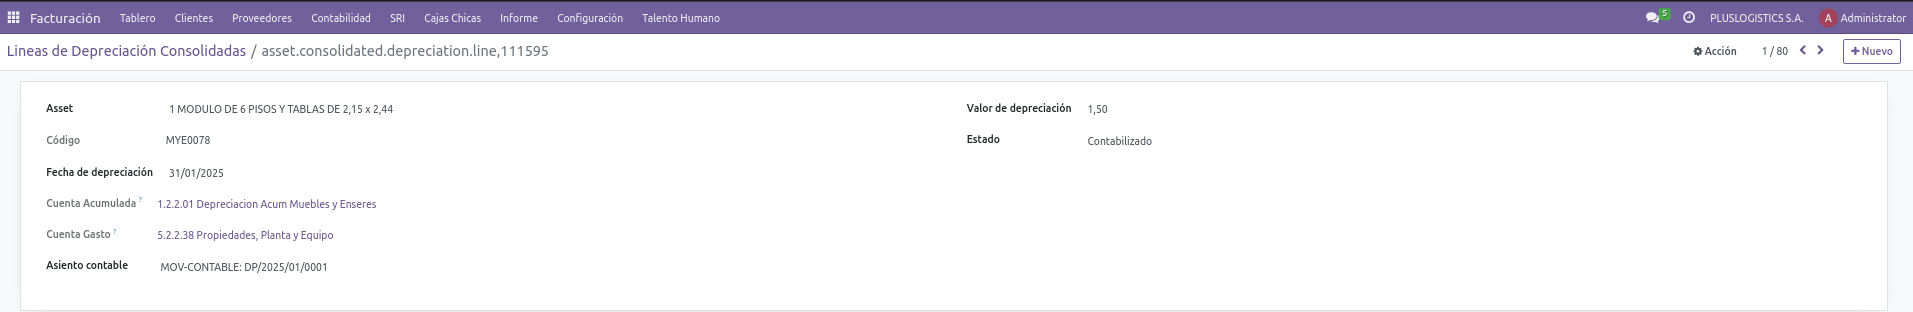 Facturación Tablero Clientes Proveedores Contabilidad SRI Cajas Chicas Informe Configuración Talento Humano 5 PLUSLOGISTICS S.A. A Administrator
Lineas de Depreciación Consolidadas / asset.consolidated.depreciation.line,111595 Acción 1 / 80 Nuevo
Asset 1 MODULO DE 6 PISOS Y TABLAS DE 2,15 x 2,44 Valor de depreciación 1,50
Código MYE0078 Estado Contabilizado
Fecha de depreciación 31/01/2025
Cuenta Acumulada ? 1.2.2.01 Depreciacion Acum Muebles y Enseres
Cuenta Gasto ? 5.2.2.38 Propiedades, Planta y Equipo
Asiento contable MOV-CONTABLE: DP/2025/01/0001